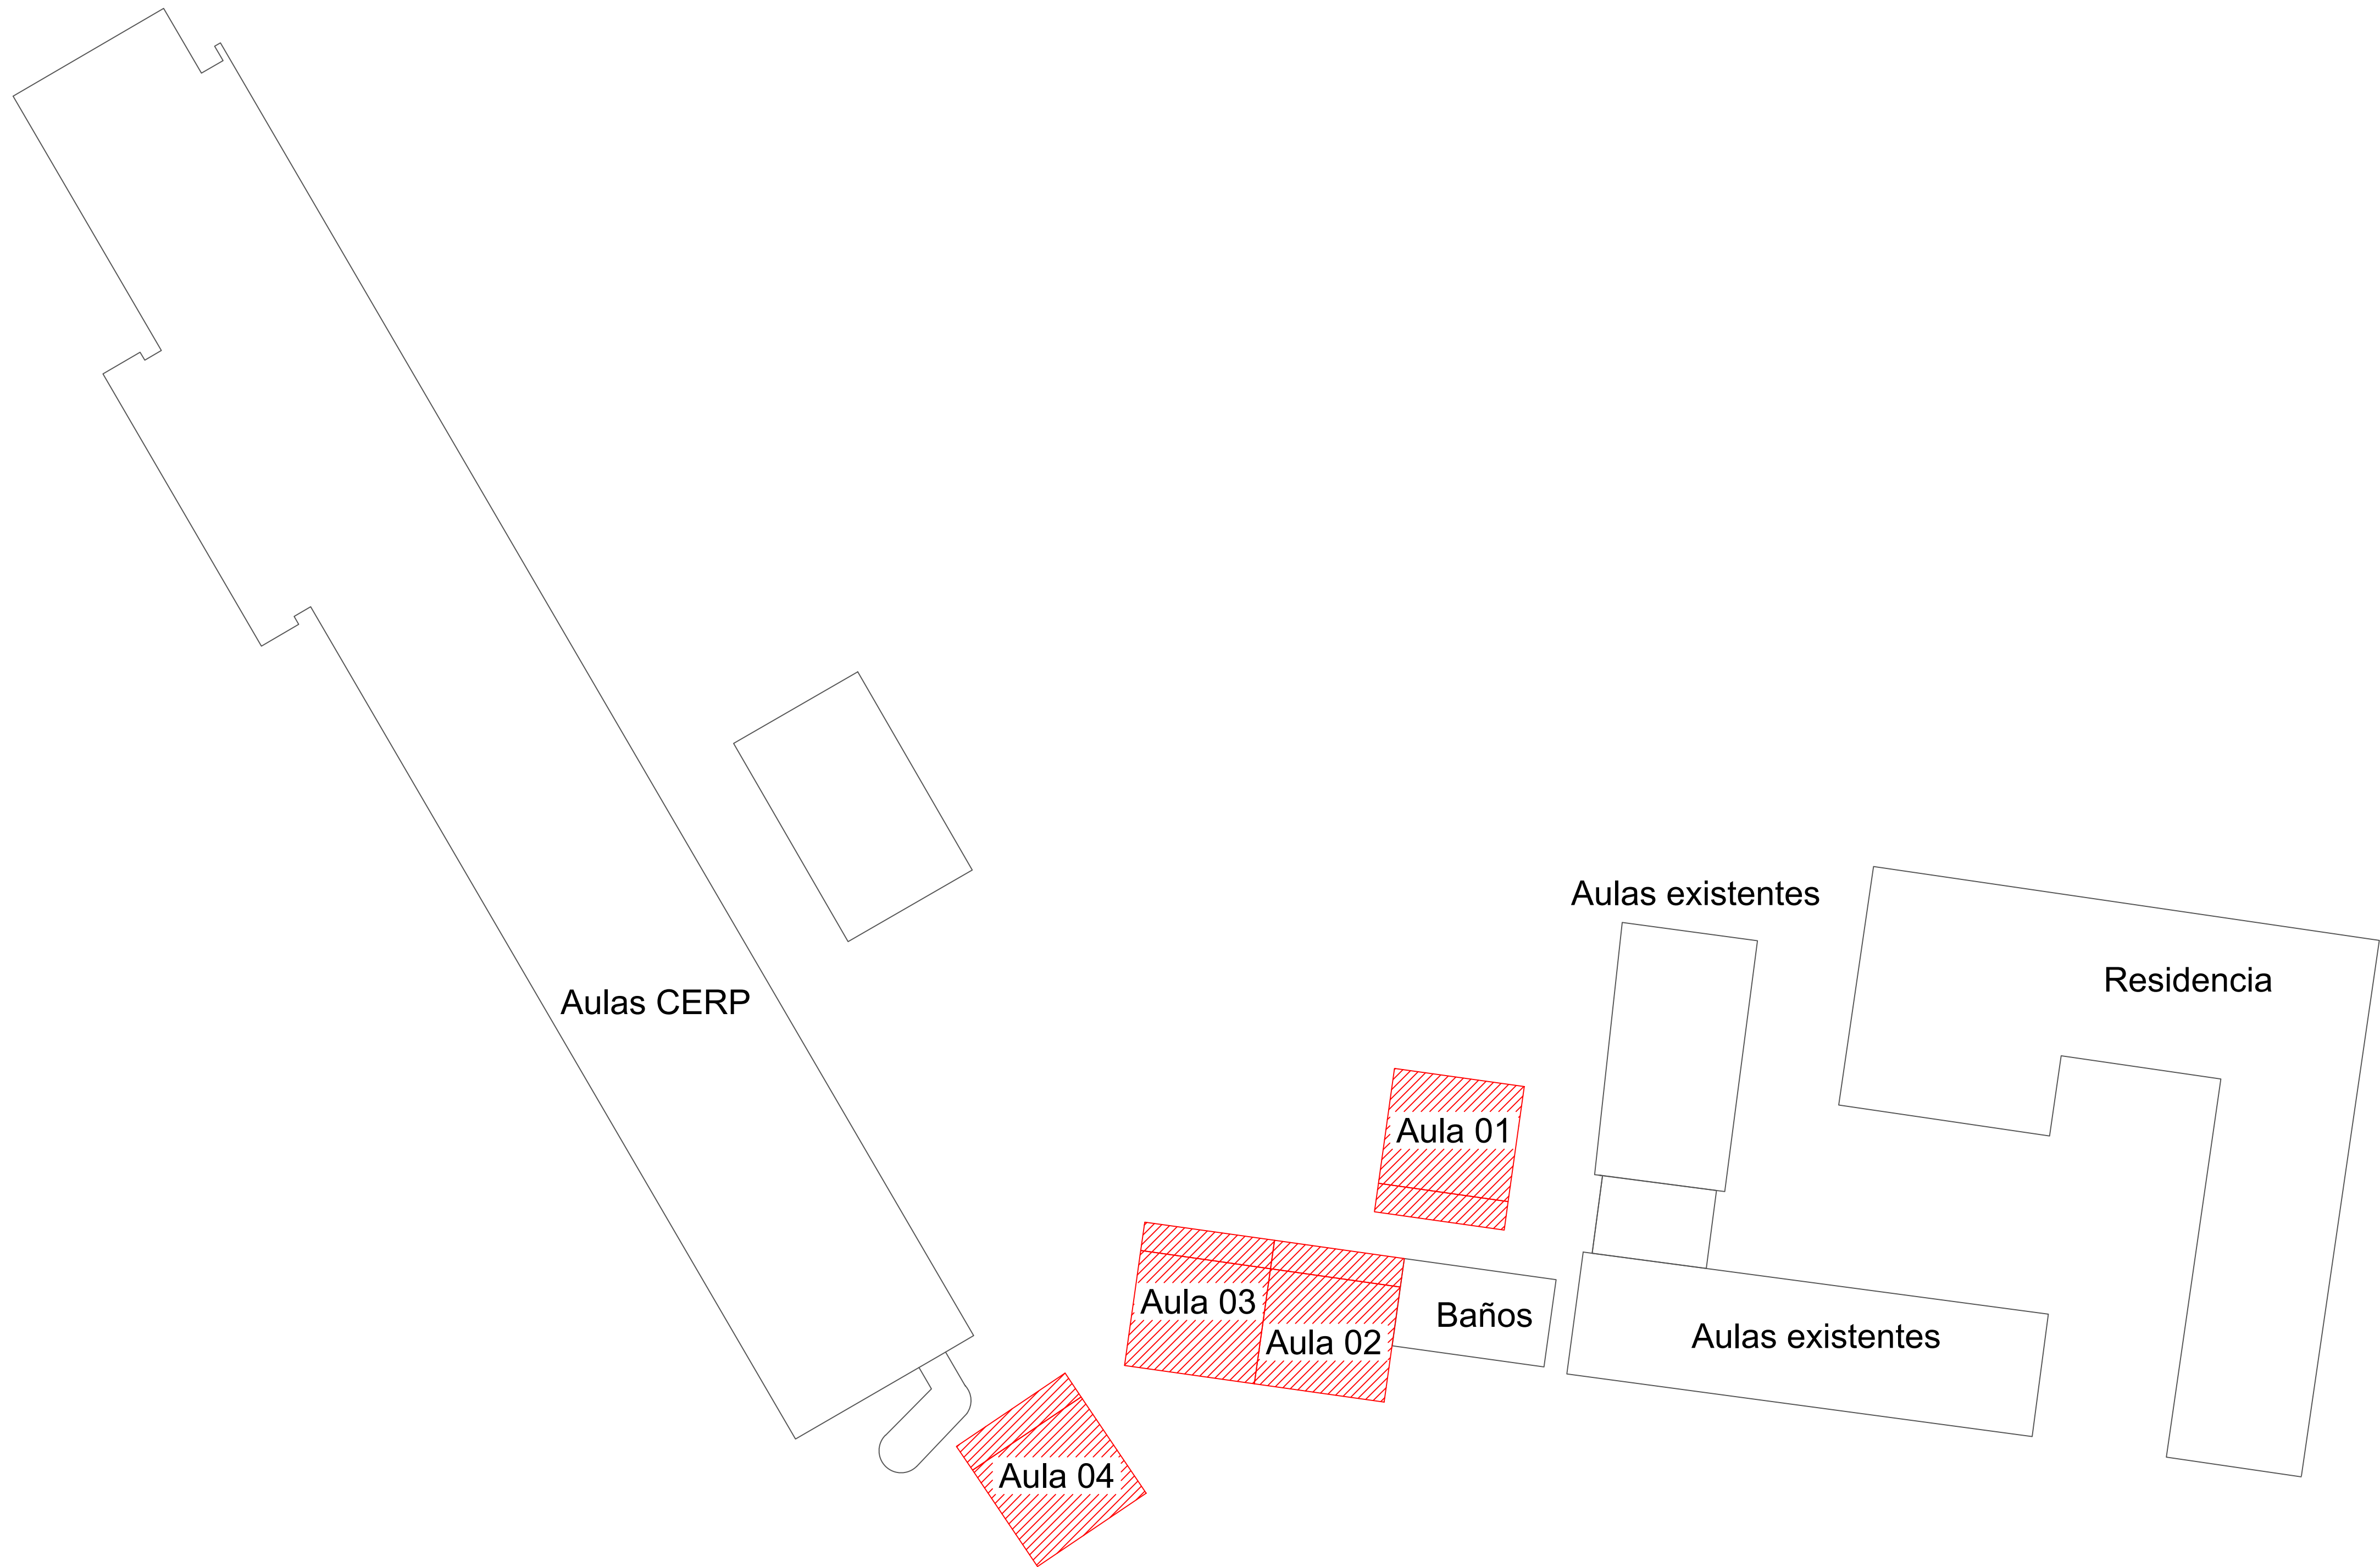 Aulas existentes
Residencia
Aulas CERP
Aula 01
Aula 03
Baños
Aula 02
Aulas existentes
Aula 04